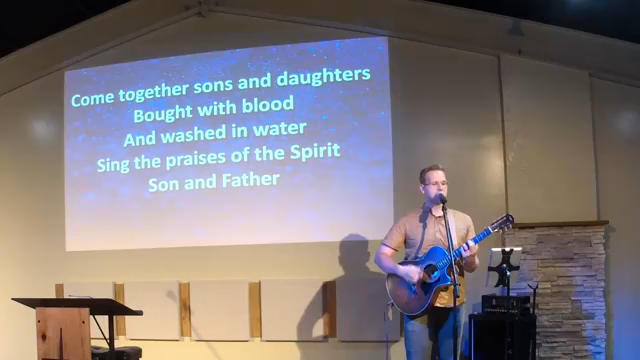 Come together sons and daughters
Bought with blood
And washed in water
Sing the praises of the Spirit
Son and Father